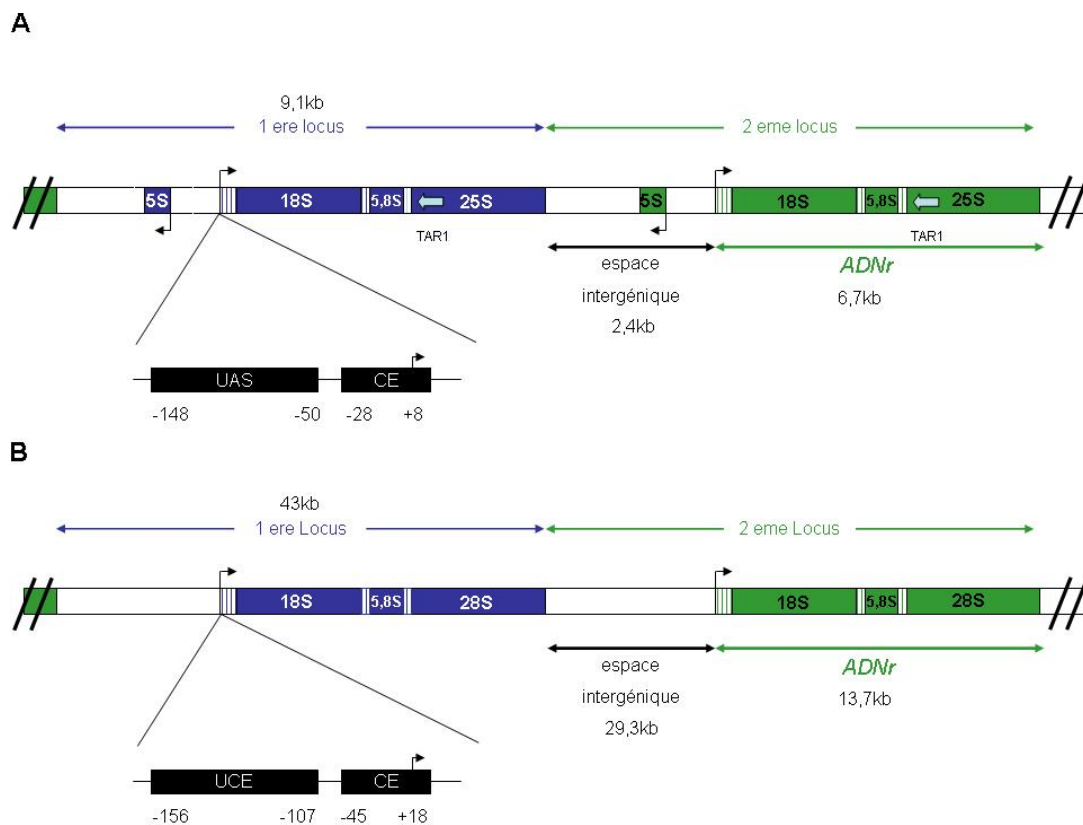 A
9,1kb
1 ere locus
2 eme locus
5S
18S
5,8S
25S
5S
18S
5,8S
25S
TAR1
TAR1
espace
intergénique
2,4kb
ADNr
6,7kb
UAS
CE
-148
-50
-28
+8
B
43kb
1 ere Locus
2 eme Locus
18S
5,8S
28S
18S
5,8S
28S
espace
intergénique
29,3kb
ADNr
13,7kb
UCE
CE
-156
-107
-45
+18